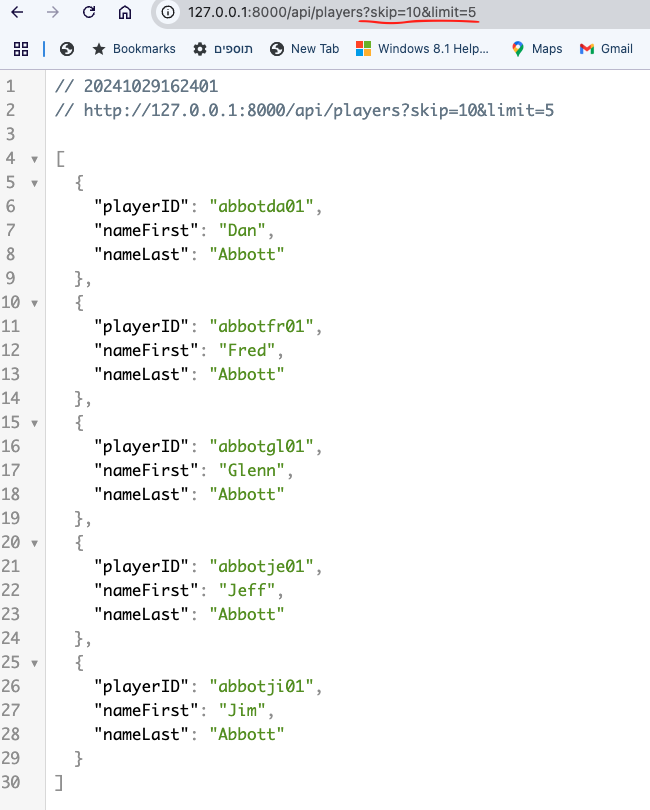 127.0.0.1:8000/api/players?skip=10&limit=5
Bookmarks תוספים New Tab Windows 8.1 Help... Maps Gmail
1 // 20241029162401
2 // http://127.0.0.1:8000/api/players?skip=10&limit=5
3
4 [
5 {
6 "playerID": "abbotda01",
7 "nameFirst": "Dan",
8 "nameLast": "Abbott"
9 },
10 {
11 "playerID": "abbotfr01",
12 "nameFirst": "Fred",
13 "nameLast": "Abbott"
14 },
15 {
16 "playerID": "abbotgl01",
17 "nameFirst": "Glenn",
18 "nameLast": "Abbott"
19 },
20 {
21 "playerID": "abbotje01",
22 "nameFirst": "Jeff",
23 "nameLast": "Abbott"
24 },
25 {
26 "playerID": "abbotji01",
27 "nameFirst": "Jim",
28 "nameLast": "Abbott"
29 }
30 ]